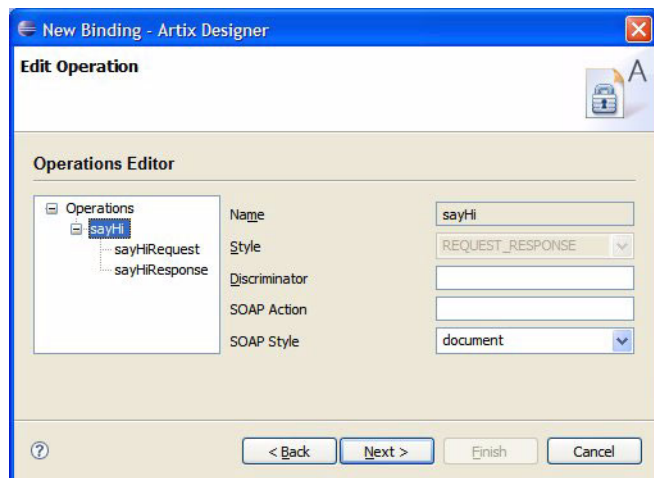 New Binding - Artix Designer
Edit Operation
A
Operations Editor
Operations
sayHi
sayHiRequest
sayHiResponse
Name sayHi
Style REQUEST_RESPONSE
Discriminator
SOAP Action
SOAP Style document
? < Back Next > Finish Cancel